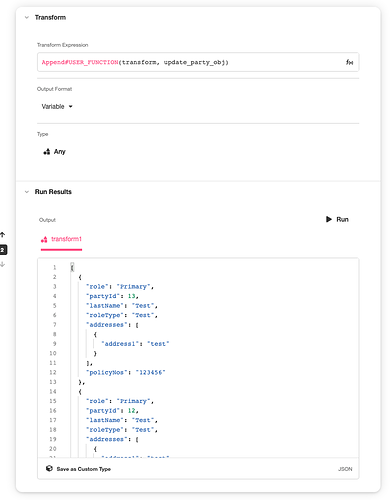 Transform
Transform Expression
Append#USER_FUNCTION(transform, update_party_obj)
Output Format
Variable
Type
Any
Run Results
Output
Run
transform1
2
1 [
2 {
3 "role": "Primary",
4 "partyId": 13,
5 "lastName": "Test",
6 "roleType": "Test",
7 "addresses": [
8 {
9 "address1": "test"
10 }
11 ],
12 "policyNos": "123456"
13 },
14 {
15 "role": "Primary",
16 "partyId": 12,
17 "lastName": "Test",
18 "roleType": "Test",
19 "addresses": [
20 {
Save as Custom Type
JSON